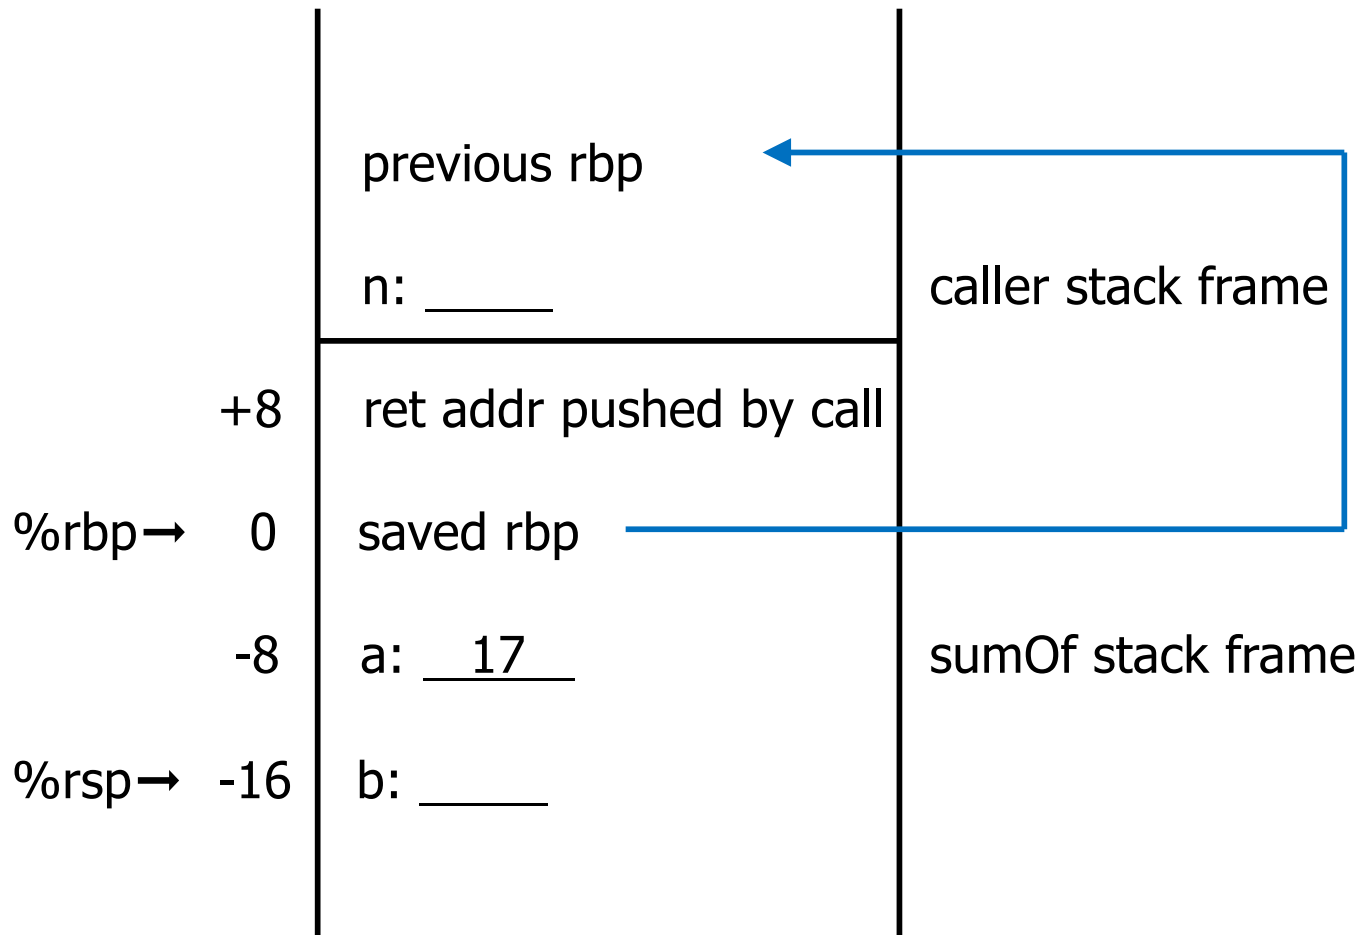 previous rbp
n: _____ caller stack frame
+8 ret addr pushed by call
%rbp→ 0 saved rbp
-8 a: __17__ sumOf stack frame
%rsp→ -16 b: _____